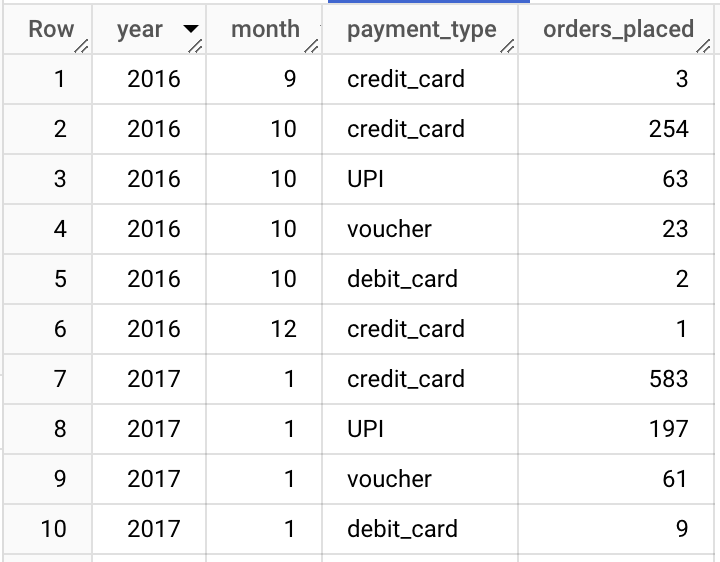 Row year month payment_type orders_placed
1 2016 9 credit_card 3
2 2016 10 credit_card 254
3 2016 10 UPI 63
4 2016 10 voucher 23
5 2016 10 debit_card 2
6 2016 12 credit_card 1
7 2017 1 credit_card 583
8 2017 1 UPI 197
9 2017 1 voucher 61
10 2017 1 debit_card 9